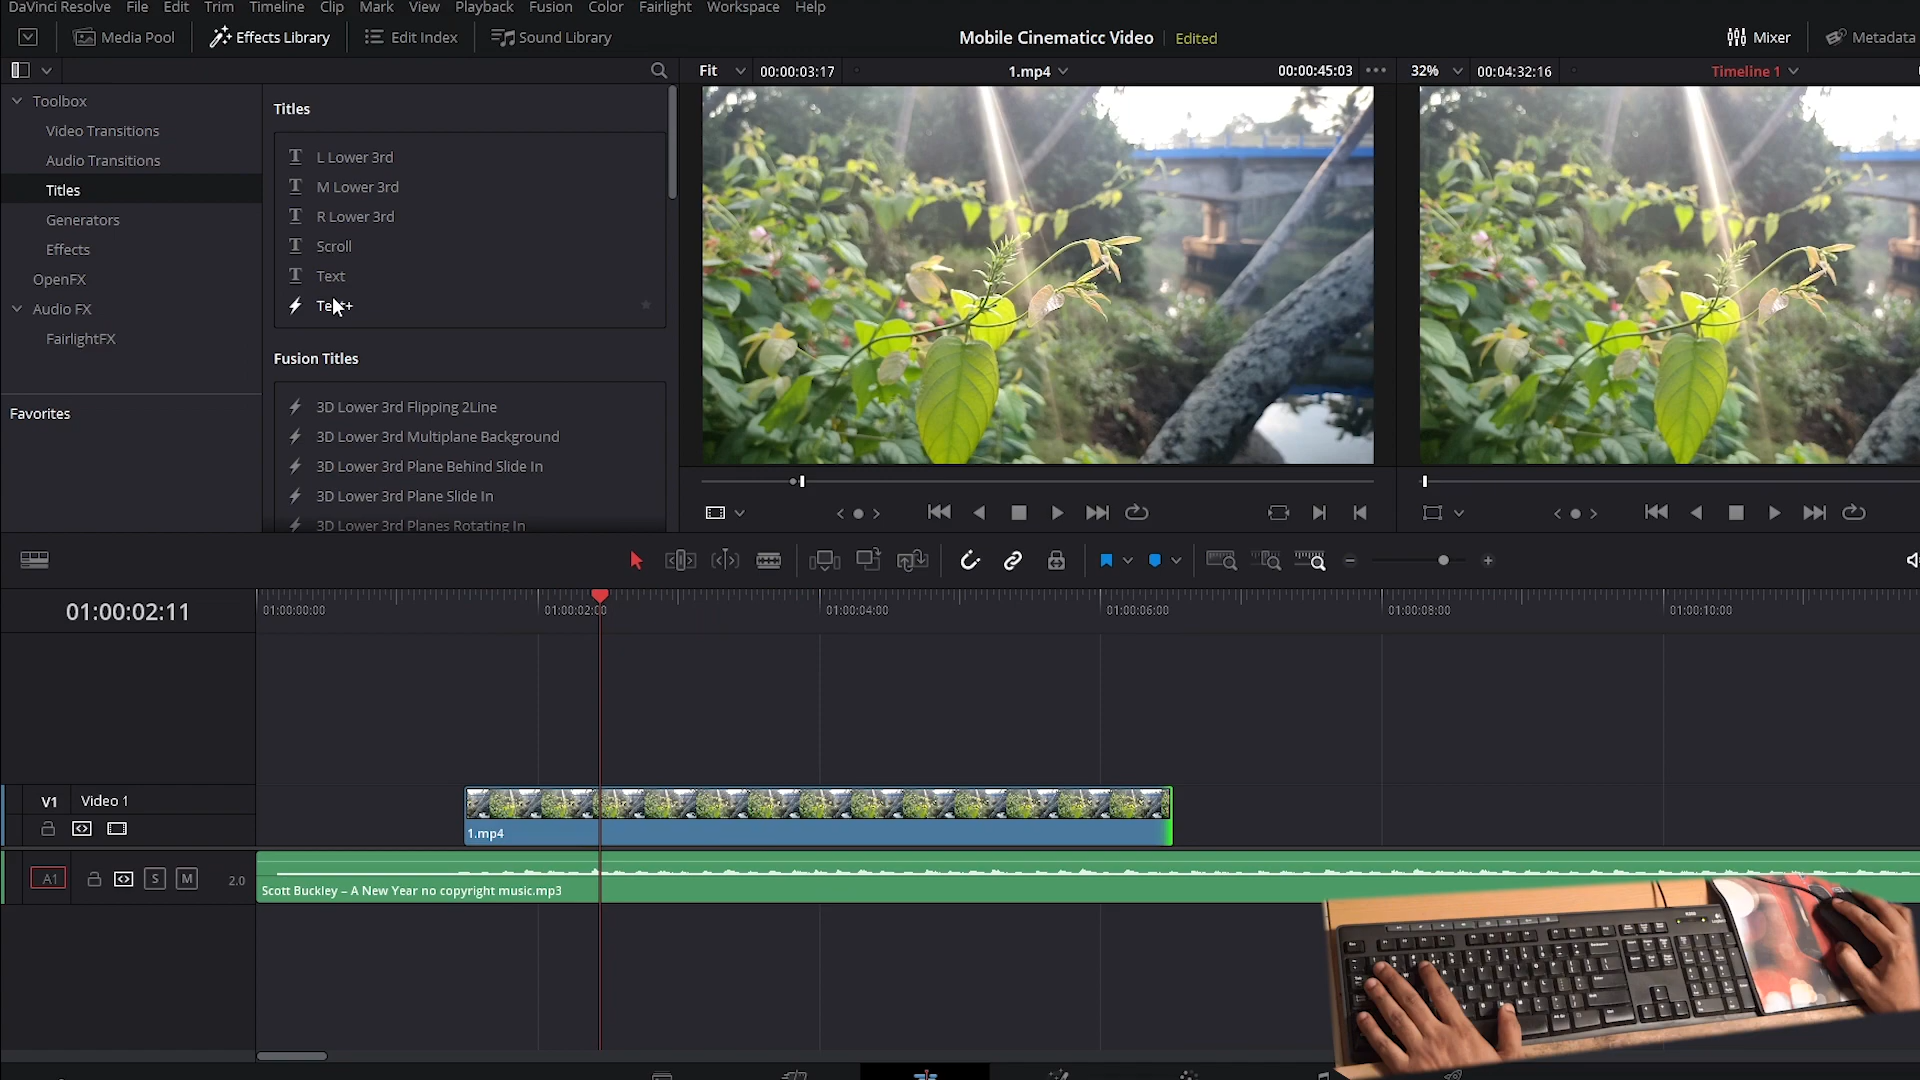 DaVinci Resolve File Edit Trim Timeline Clip Mark View Playback Fusion Color Fairlight Workspace Help
Media Pool Effects Library Edit Index Sound Library Mobile Cinematicc Video Edited Mixer Metadata
Fit 00:00:03:17 1.mp4 00:00:45:03 32% 00:04:32:16 Timeline 1
Toolbox
Video Transitions
Audio Transitions
Titles
Generators
Effects
OpenFX
Audio FX
FairlightFX
Favorites
Titles
L Lower 3rd
M Lower 3rd
R Lower 3rd
Scroll
Text
Text+
Fusion Titles
3D Lower 3rd Flipping 2Line
3D Lower 3rd Multiplane Background
3D Lower 3rd Plane Behind Slide In
3D Lower 3rd Plane Slide In
3D Lower 3rd Planes Rotating In
01:00:02:11
01:00:00:00 01:00:02:00 01:00:04:00 01:00:06:00 01:00:08:00 01:00:10:00
V1 Video 1
1.mp4
A1 S M 2.0
Scott Buckley – A New Year no copyright music.mp3